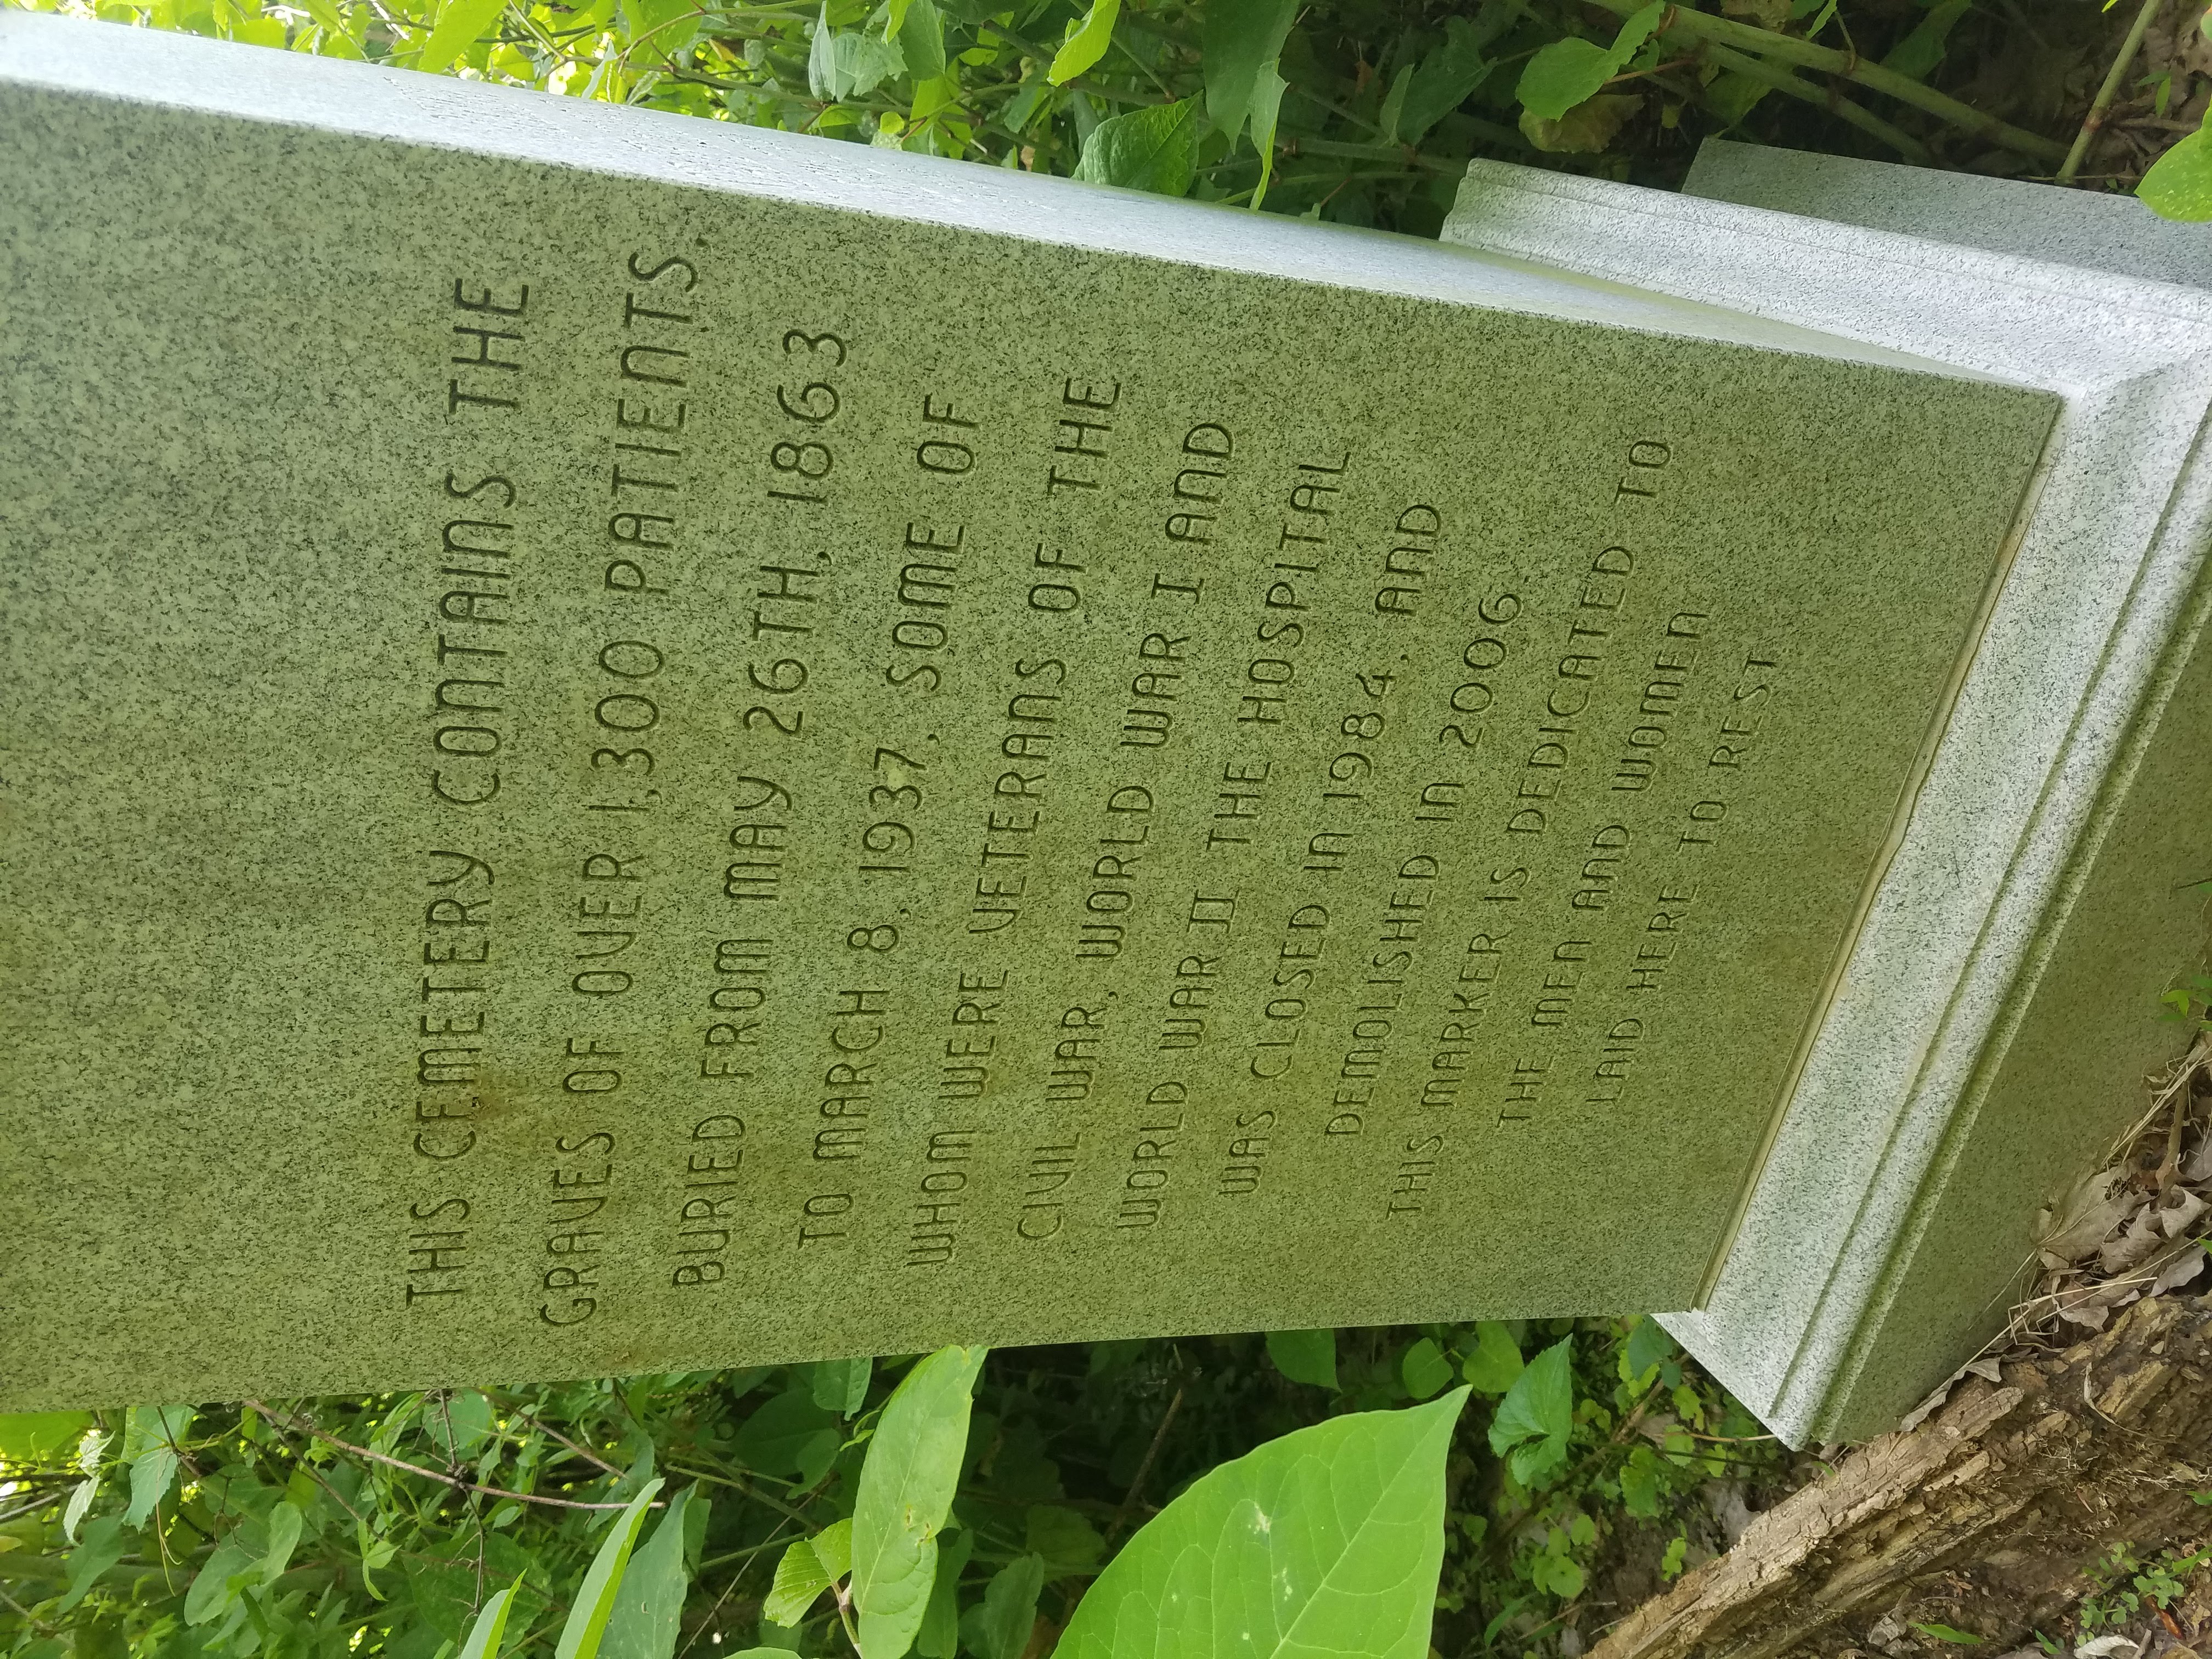 THIS CEMETERY CONTAINS THE
GRAVES OF OVER 1,300 PATIENTS.
BURIED FROM MAY 26TH, 1863
TO MARCH 8, 1937, SOME OF
WHOM WERE VETERANS OF THE
CIVIL WAR, WORLD WAR I AND
WORLD WAR II THE HOSPITAL
WAS CLOSED IN 1984, AND
DEMOLISHED IN 2006.
THIS MARKER IS DEDICATED TO
THE MEN AND WOMEN
LAID HERE TO REST